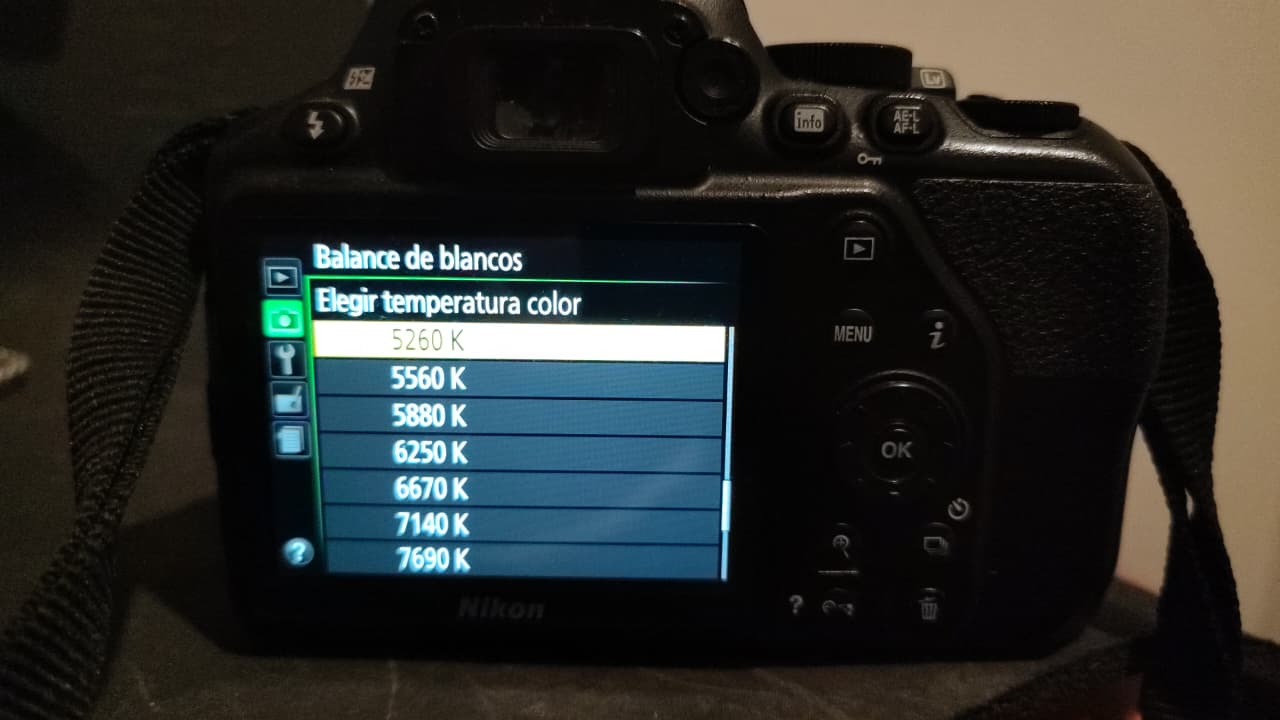 Lv
info
AE-L
AF-L
Balance de blancos
Elegir temperatura color
5260 K
5560 K
5880 K
6250 K
6670 K
7140 K
7690 K
?
MENU
i
OK
?
Nikon